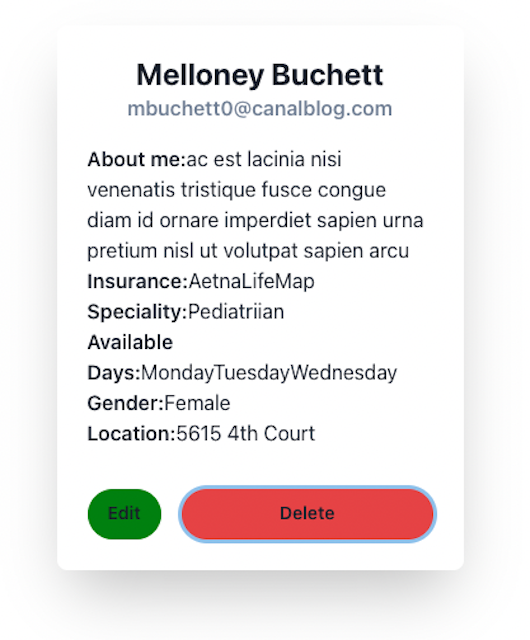 Melloney Buchett
mbuchett0@canalblog.com
About me:ac est lacinia nisi
venenatis tristique fusce congue
diam id ornare imperdiet sapien urna
pretium nisl ut volutpat sapien arcu
Insurance:AetnaLifeMap
Speciality:Pediatriian
Available
Days:MondayTuesdayWednesday
Gender:Female
Location:5615 4th Court
Edit
Delete